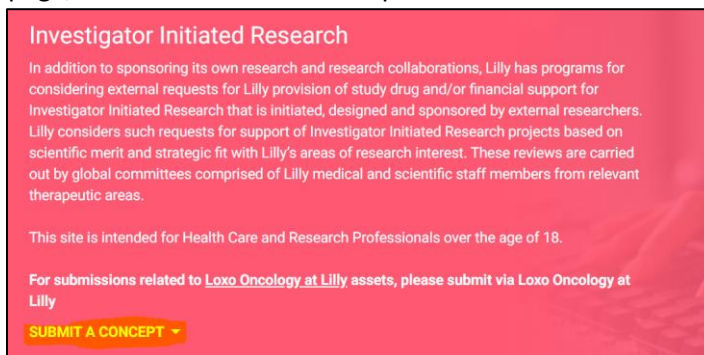 Investigator Initiated Research
In addition to sponsoring its own research and research collaborations, Lilly has programs for
considering external requests for Lilly provision of study drug and/or financial support for
Investigator Initiated Research that is initiated, designed and sponsored by external researchers.
Lilly considers such requests for support of Investigator Initiated Research projects based on
scientific merit and strategic fit with Lilly's areas of research interest. These reviews are carried
out by global committees comprised of Lilly medical and scientific staff members from relevant
therapeutic areas.
This site is intended for Health Care and Research Professionals over the age of 18.
For submissions related to Loxo Oncology at Lilly assets, please submit via Loxo Oncology at
Lilly
SUBMIT A CONCEPT